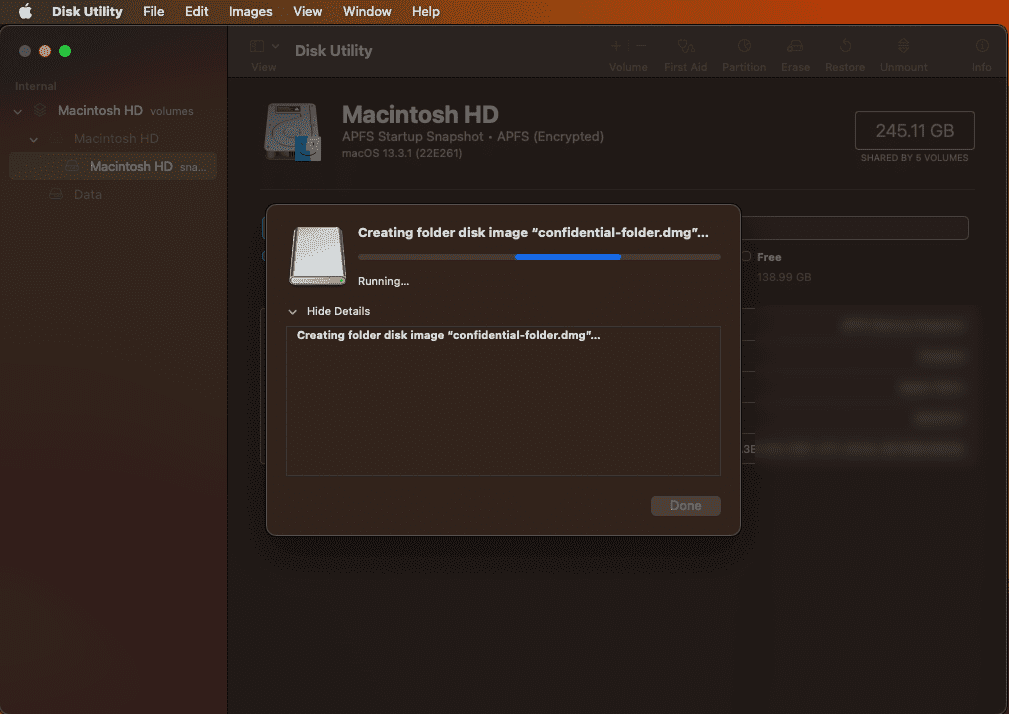 Disk Utility File Edit Images View Window Help
Disk Utility
View
Volume First Aid Partition Erase Restore Unmount Info
Internal
Macintosh HD volumes
Macintosh HD
Macintosh HD sna...
Data
Macintosh HD
APFS Startup Snapshot • APFS (Encrypted)
macOS 13.3.1 (22E261)
245.11 GB
SHARED BY 5 VOLUMES
Free
138.99 GB
Creating folder disk image “confidential-folder.dmg”...
Running...
Hide Details
Creating folder disk image “confidential-folder.dmg”...
Done